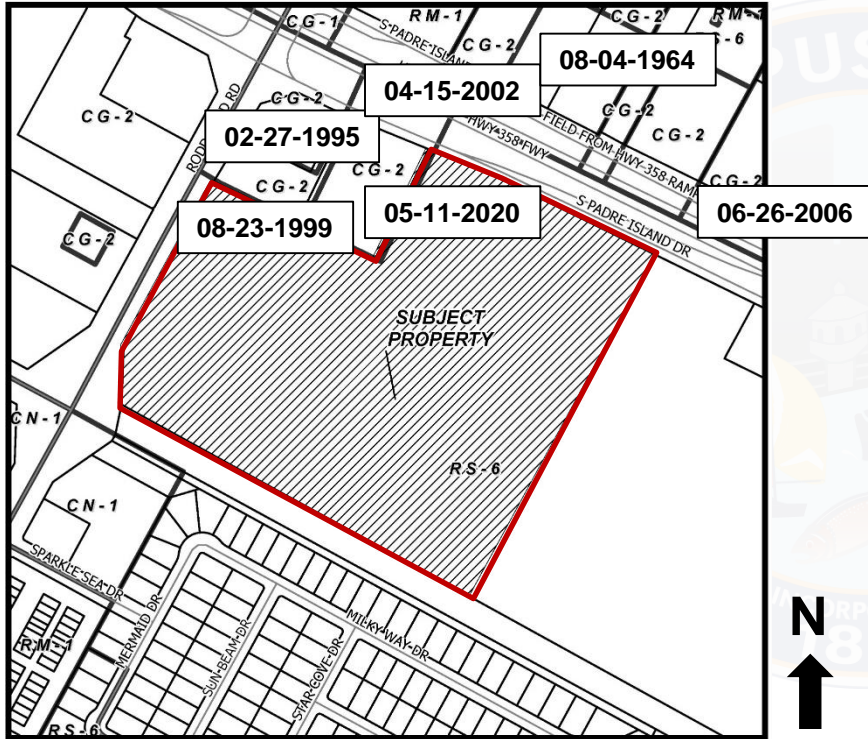 CG-1
RM-1
CG-2
RM-1
RS-6
S PADRE ISLAND
CG-2
08-04-1964
CG-2
CG-2
04-15-2002
CG-2
CG-2
FIELD FROM HWY-358 RAMP
HWY-358 FWY
02-27-1995
CG-2
CG-2
CG-2
08-23-1999
05-11-2020
06-26-2006
S PADRE ISLAND DR
CG-2
SUBJECT
PROPERTY
CN-1
RS-6
CN-1
SPARKLE SEA DR
MERMAID DR
MILKY WAY DR
SUN BEAM DR
STAR COVE DR
RM-1
RS-6
N